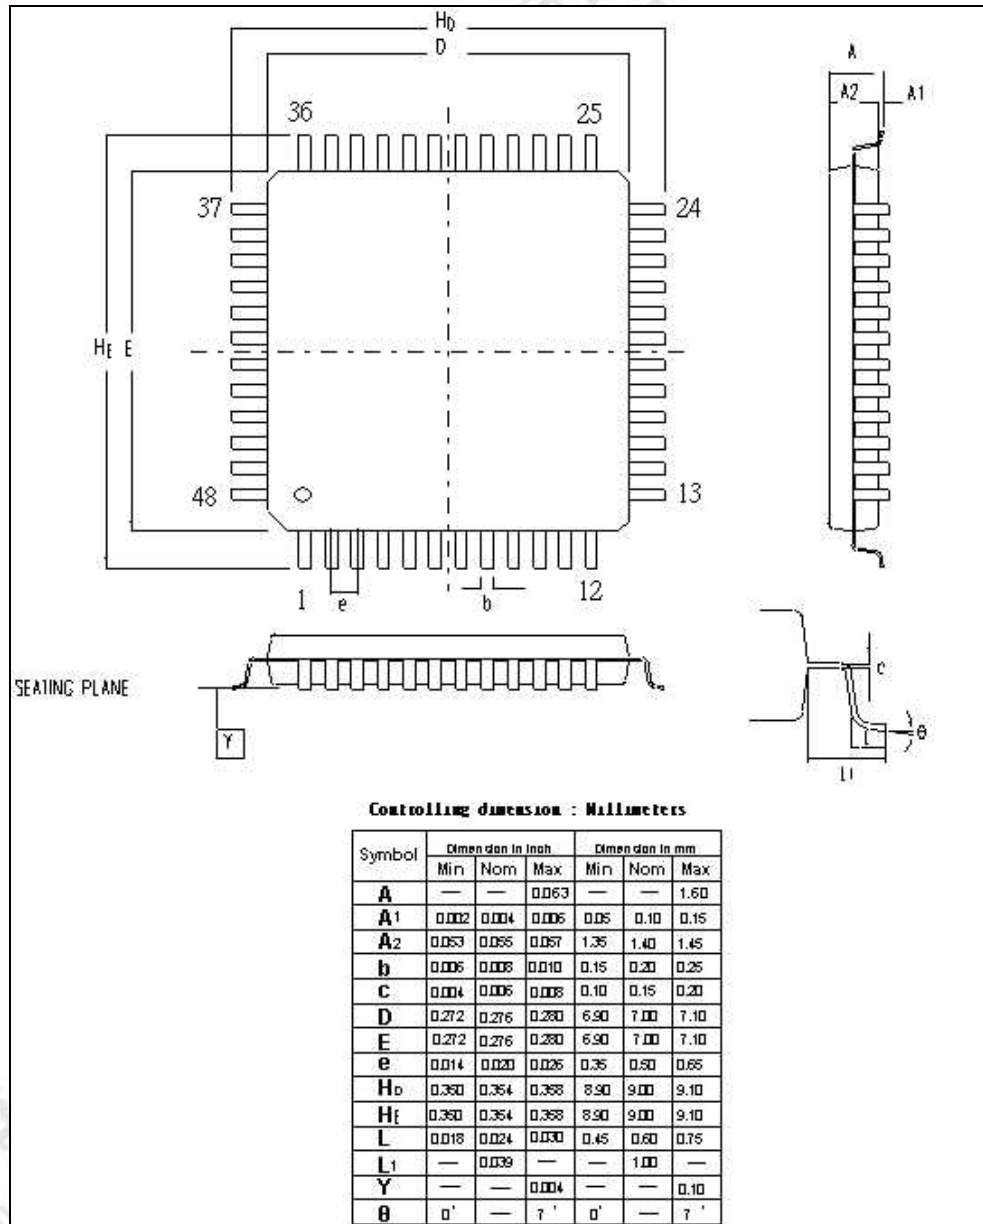 HD
D
A
A2 A1
36 25
37 24
HE E
48 13
1 e b 12
SEATING PLANE
Y
C
θ
L
L1
Controlling dimension : Millimeters
Symbol Dimension in inch Dimension in mm
Min Nom Max Min Nom Max
A — — 0.063 — — 1.60
A1 0.002 0.004 0.006 0.05 0.10 0.15
A2 0.053 0.055 0.057 1.35 1.40 1.45
b 0.006 0.008 0.010 0.15 0.20 0.25
c 0.004 0.006 0.008 0.10 0.15 0.20
D 0.272 0.276 0.280 6.90 7.00 7.10
E 0.272 0.276 0.280 6.90 7.00 7.10
e 0.014 0.020 0.026 0.35 0.50 0.65
HD 0.350 0.354 0.358 8.90 9.00 9.10
HE 0.350 0.354 0.358 8.90 9.00 9.10
L 0.018 0.024 0.030 0.45 0.60 0.75
L1 — 0.039 — — 1.00 —
Y — — 0.004 — — 0.10
θ 0° — 7° 0° — 7°